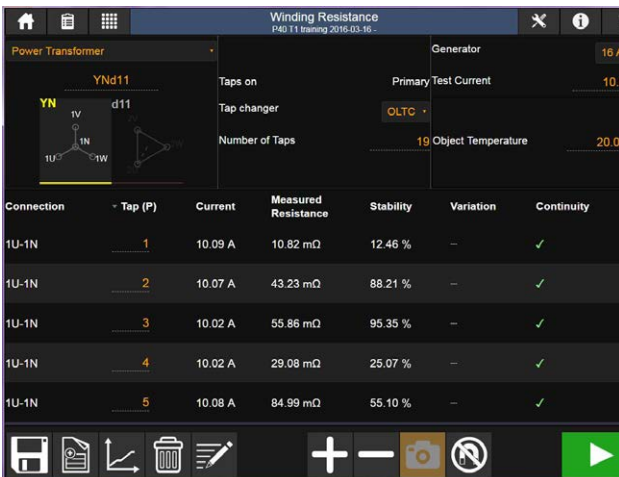 Winding Resistance
P40 T1 training 2016-03-16 -
Power Transformer
YNd11
YN
d11
1V
1N
1U
1W
Taps on
Primary
Tap changer
OLTC
Number of Taps
19
Generator
16 A
Test Current
10.
Object Temperature
20.0
Connection Tap (P) Current Measured Resistance Stability Variation Continuity
1U-1N 1 10.09 A 10.82 mΩ 12.46 % --- ✓
1U-1N 2 10.07 A 43.23 mΩ 88.21 % --- ✓
1U-1N 3 10.02 A 55.86 mΩ 95.35 % --- ✓
1U-1N 4 10.02 A 29.08 mΩ 25.07 % --- ✓
1U-1N 5 10.08 A 84.99 mΩ 55.10 % --- ✓